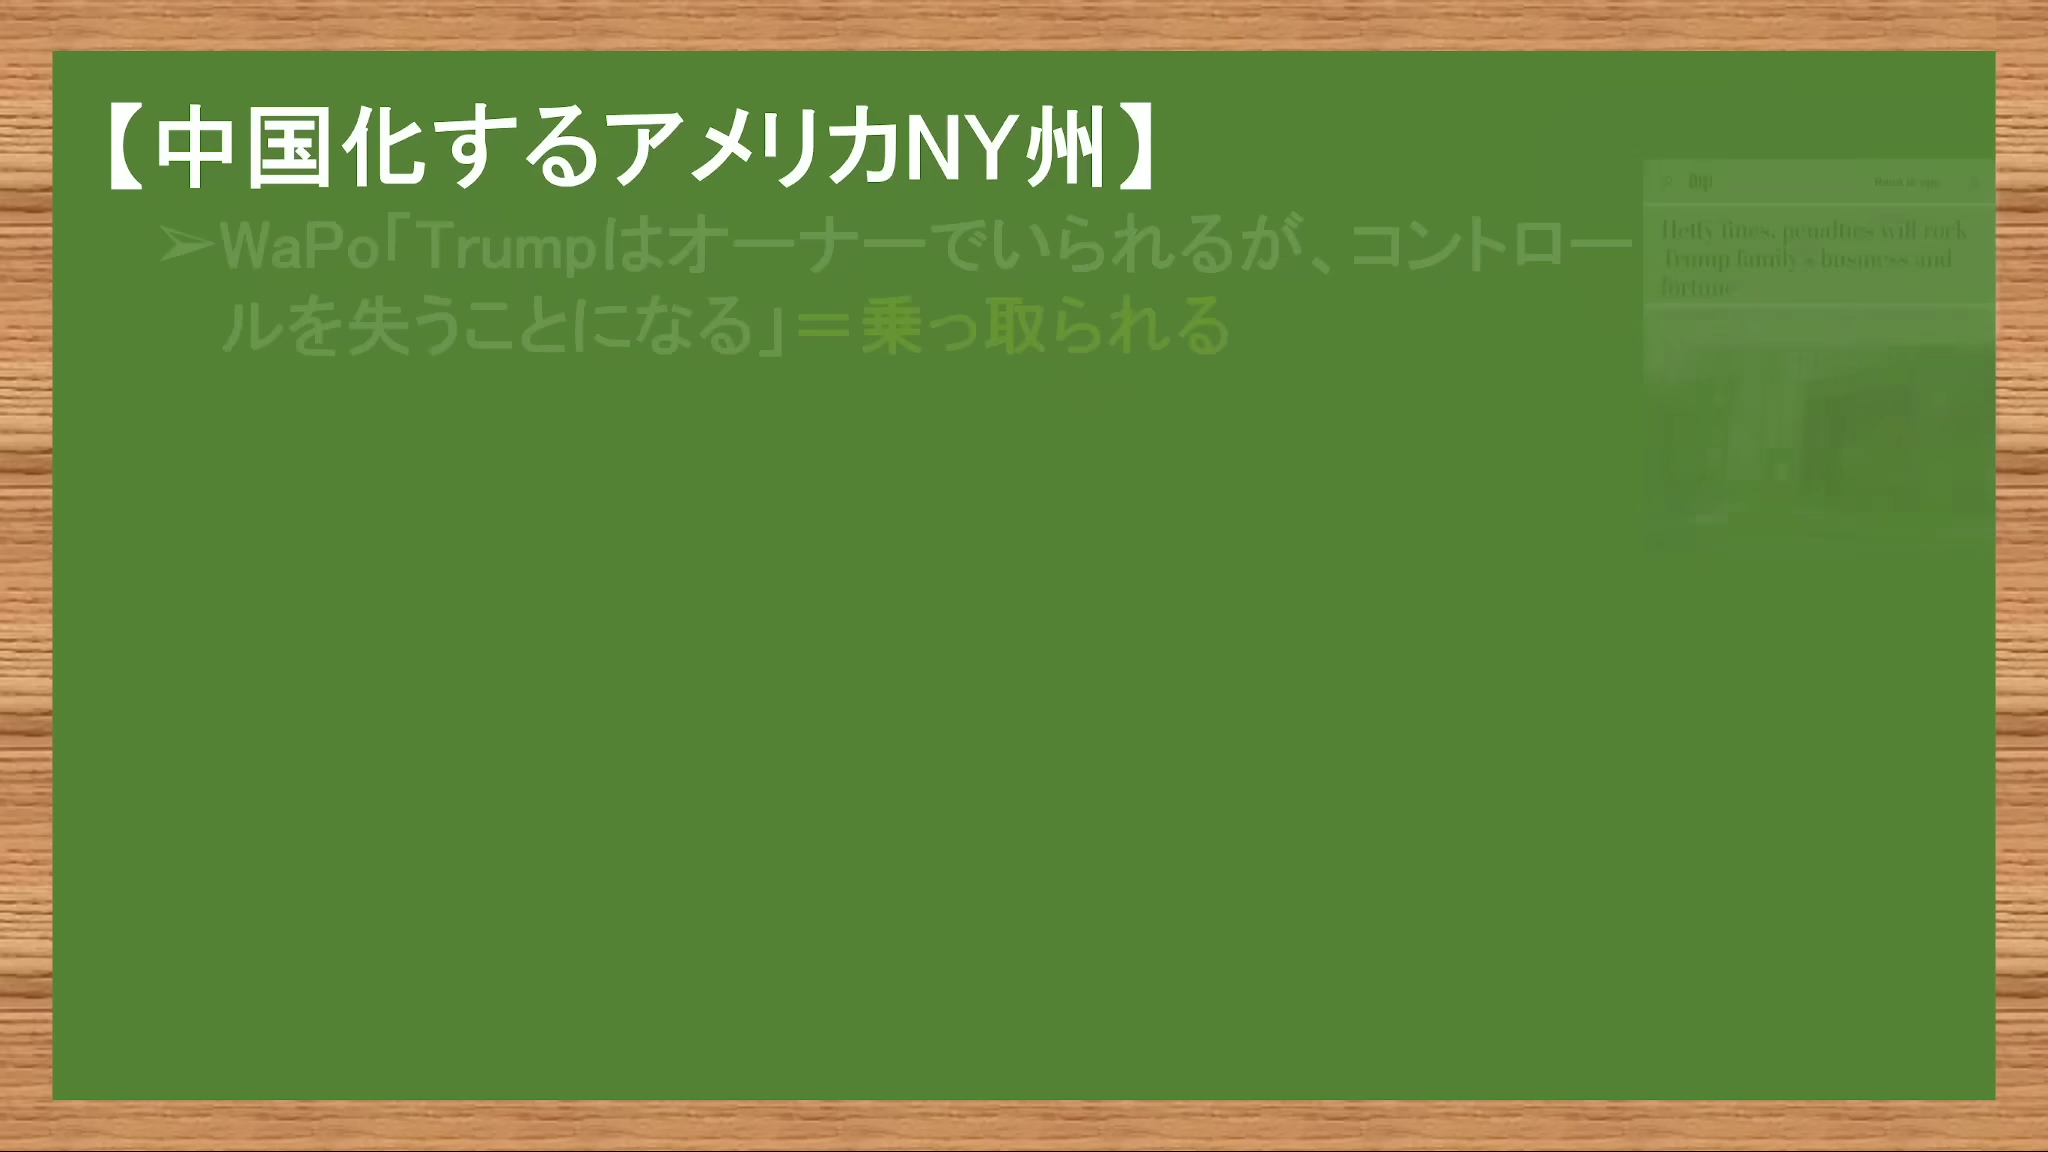 【中国化するアメリカNY州】
➢WaPo「Trumpはオーナーでいられるが、コントロー
ルを失うことになる」＝乗っ取られる
Hefty fines, penalties will rock
Trump family's business and
fortune